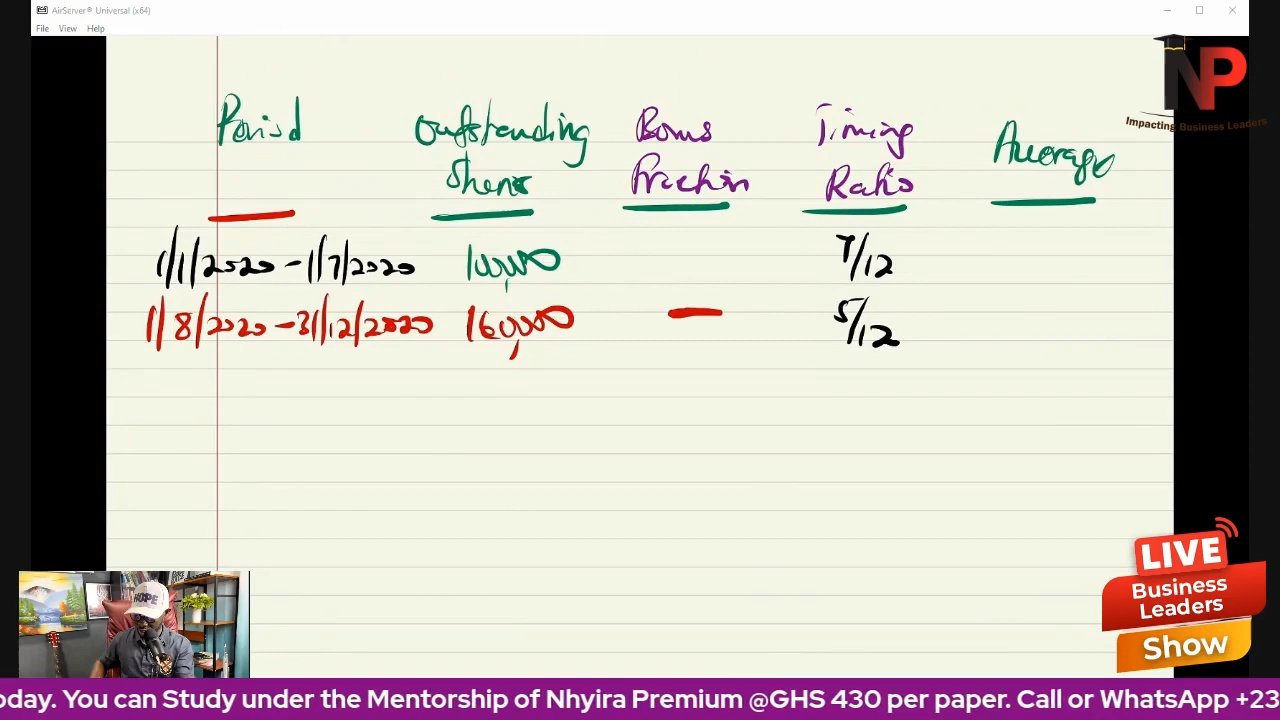 AirServer® Universal (x64)
File View Help
NP
Impacting Business Leaders
Period Outstanding Shares Bonus Fraction Timing Ratio Average
1/1/2020 - 1/7/2020 100,000 7/12
1/8/2020 - 31/12/2020 160,000 - 5/12
HOPE
LIVE
Business
Leaders
Show
oday. You can Study under the Mentorship of Nhyira Premium @GHS 430 per paper. Call or WhatsApp +23